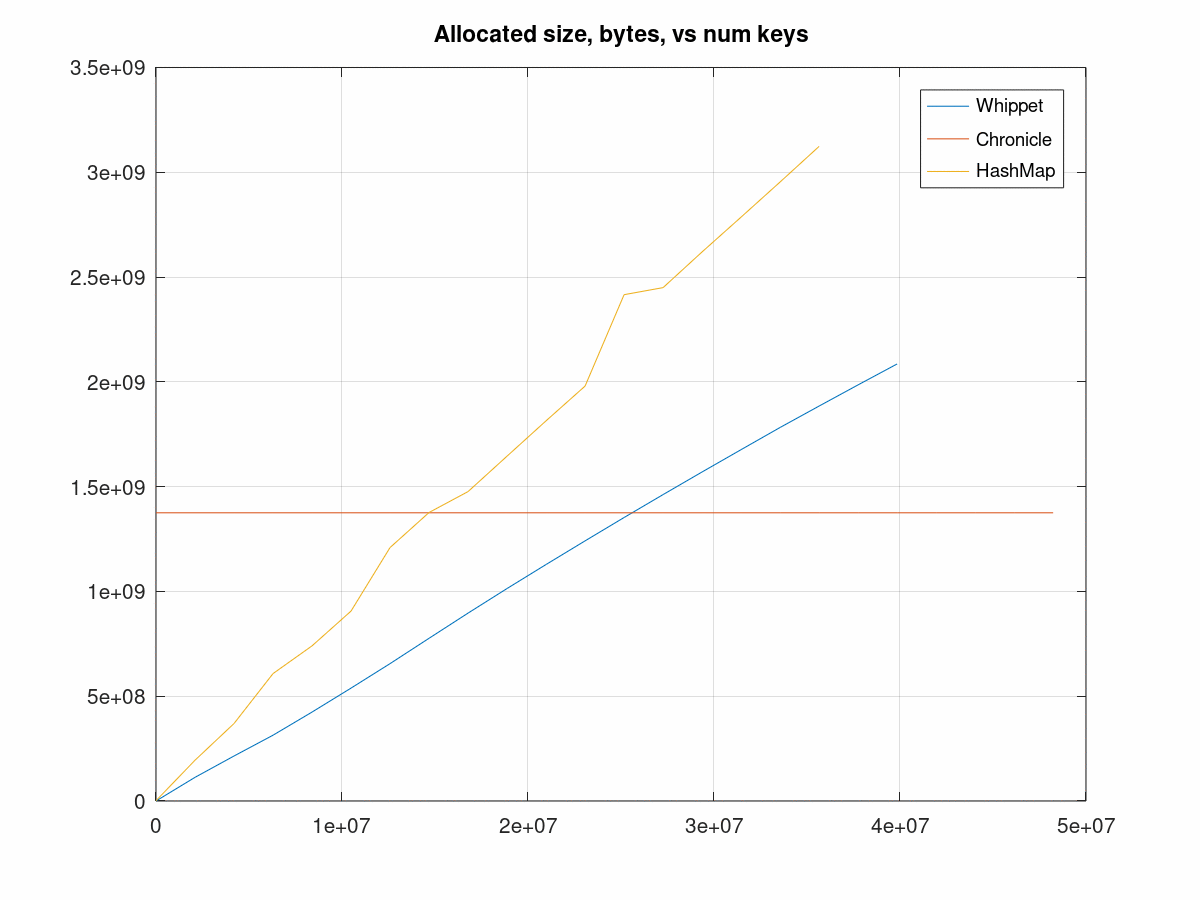 Allocated size, bytes, vs num keys
3.5e+09
3e+09
2.5e+09
2e+09
1.5e+09
1e+09
5e+08
0
0 1e+07 2e+07 3e+07 4e+07 5e+07
Whippet
Chronicle
HashMap